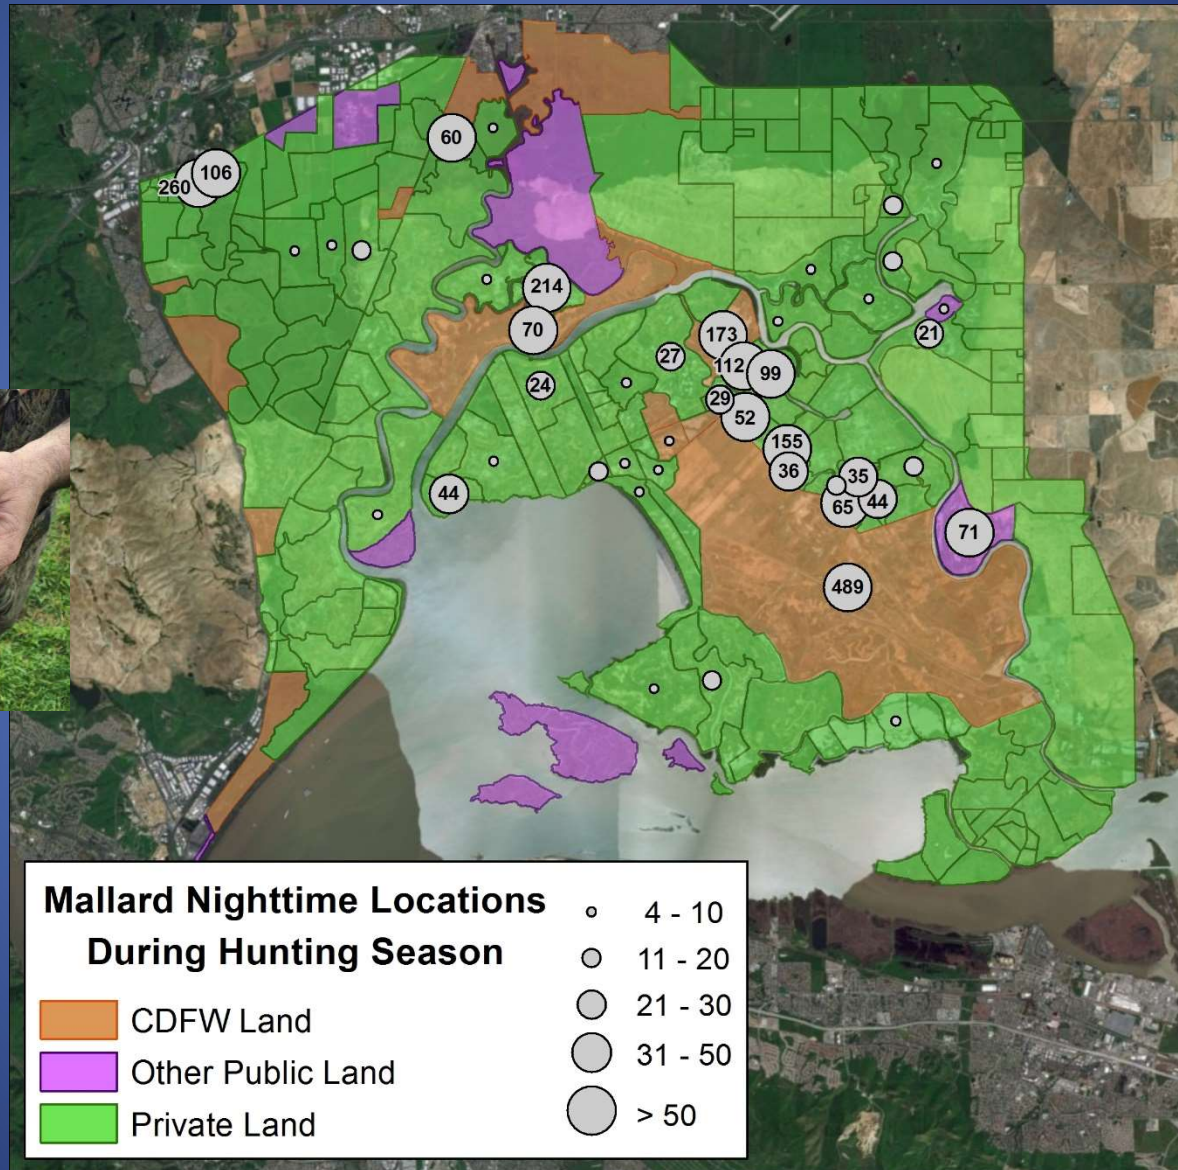 60
106
260
214
70
173
27
112
99
21
24
29
52
155
36
35
44
65
44
71
489
Mallard Nighttime Locations
During Hunting Season
CDFW Land
Other Public Land
Private Land
4 - 10
11 - 20
21 - 30
31 - 50
> 50